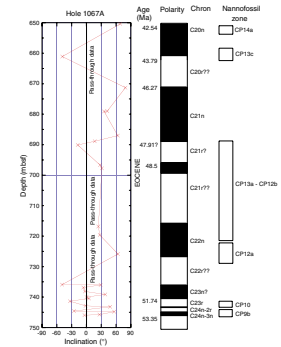 Hole 1067A
Age
(Ma)
Polarity
Chron
Nannofossil
zone
650
660
670
680
690
700
710
720
730
740
750
Depth (mbsf)
-90
-60
-30
0
30
60
90
Inclination (°)
Pass-through data
Pass-through data
Pass-through data
42.54
43.79
46.27
47.91?
48.5
51.74
53.35
EOCENE
C20n
C20r??
C21n
C21r?
C21r??
C22n
C22r??
C23n?
C23r
C24n-2r
C24n-3n
CP14a
CP13c
CP13a - CP12b
CP12a
CP10
CP9b